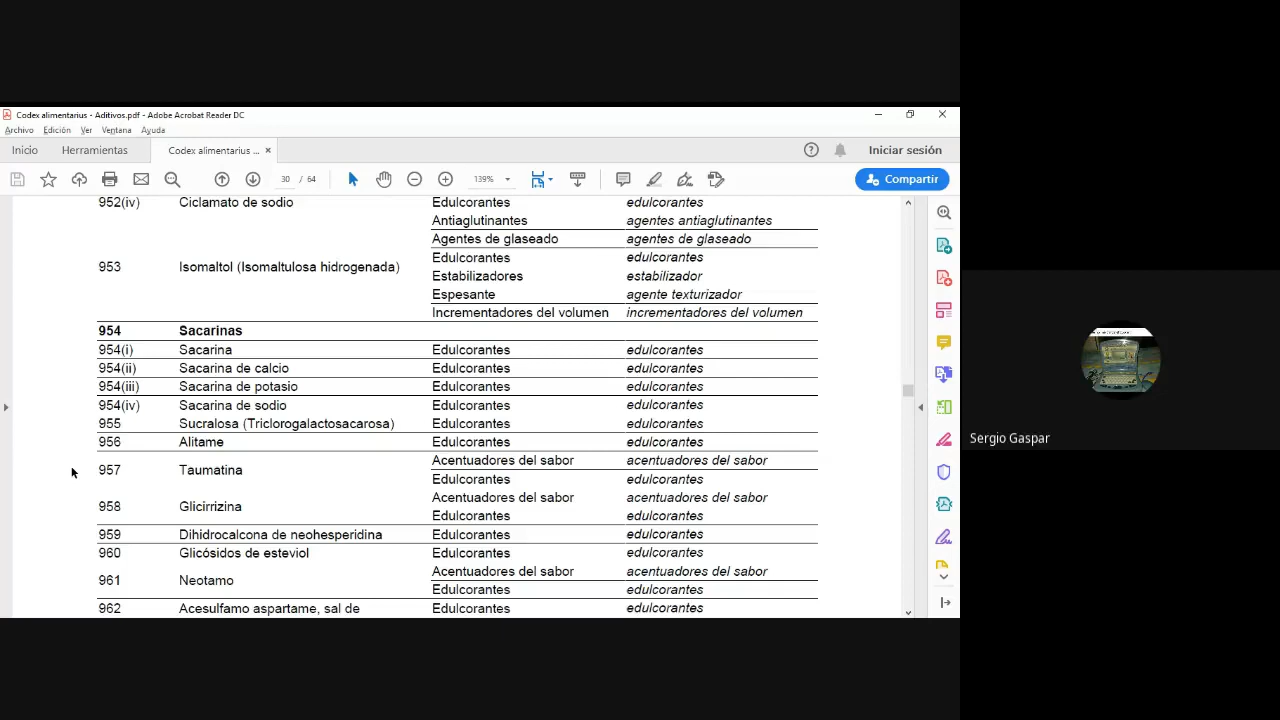 Codex alimentarius - Aditivos.pdf - Adobe Acrobat Reader DC
Archivo Edición Ver Ventana Ayuda
Inicio Herramientas Codex alimentarius ... × Iniciar sesión
30 / 64 139% Compartir
952(iv) Ciclamato de sodio Edulcorantes edulcorantes
Antiaglutinantes agentes antiaglutinantes
Agentes de glaseado agentes de glaseado
953 Isomaltol (Isomaltulosa hidrogenada) Edulcorantes edulcorantes
Estabilizadores estabilizador
Espesante agente texturizador
Incrementadores del volumen incrementadores del volumen
954 Sacarinas
954(i) Sacarina Edulcorantes edulcorantes
954(ii) Sacarina de calcio Edulcorantes edulcorantes
954(iii) Sacarina de potasio Edulcorantes edulcorantes
954(iv) Sacarina de sodio Edulcorantes edulcorantes
955 Sucralosa (Triclorogalactosacarosa) Edulcorantes edulcorantes
956 Alitame Edulcorantes edulcorantes
957 Taumatina Acentuadores del sabor acentuadores del sabor
Edulcorantes edulcorantes
958 Glicirrizina Acentuadores del sabor acentuadores del sabor
Edulcorantes edulcorantes
959 Dihidrocalcona de neohesperidina Edulcorantes edulcorantes
960 Glicósidos de esteviol Edulcorantes edulcorantes
961 Neotamo Acentuadores del sabor acentuadores del sabor
Edulcorantes edulcorantes
962 Acesulfamo aspartame, sal de Edulcorantes edulcorantes
Sergio Gaspar